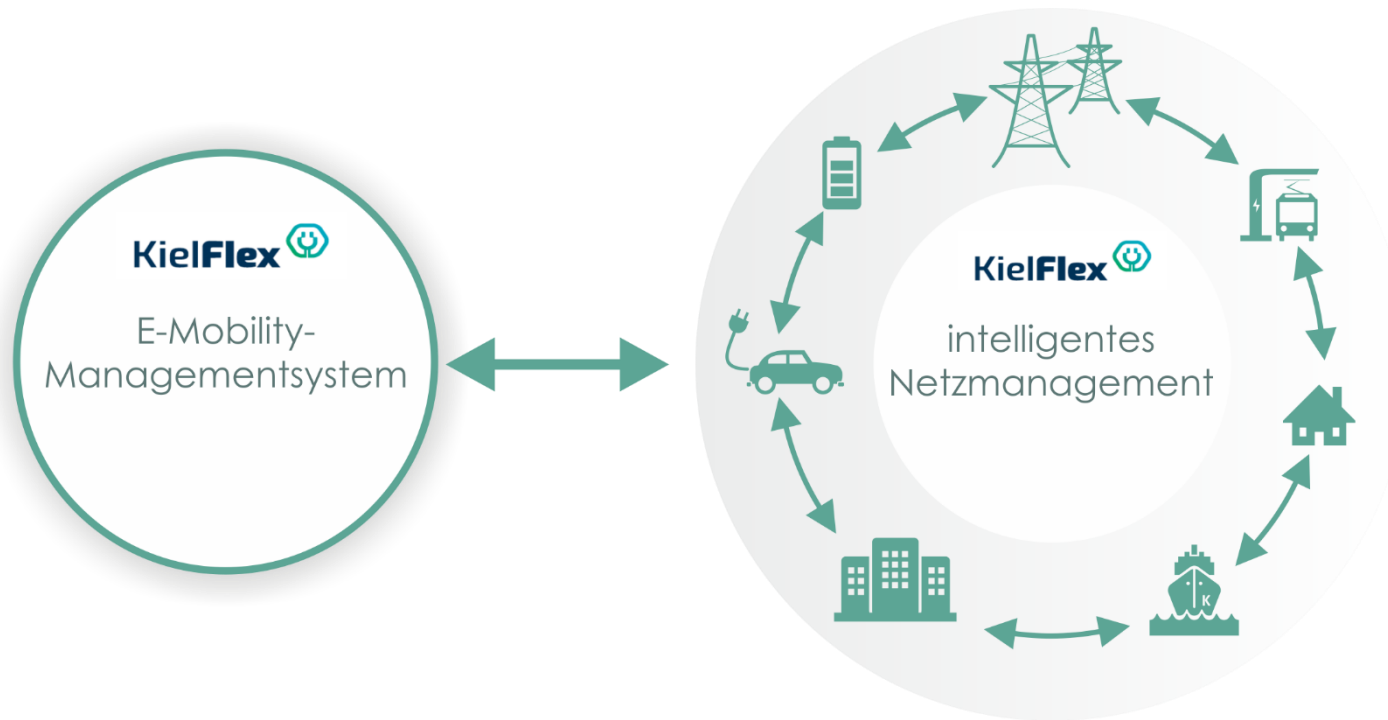 KielFlex
E-Mobility-
Managementsystem
KielFlex
intelligentes
Netzmanagement
K